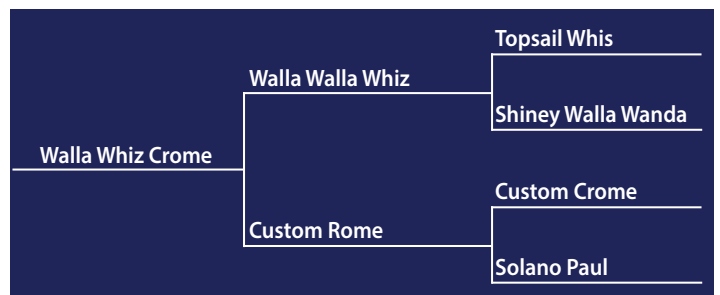 Topsail Whis
Walla Walla Whiz
Shiney Walla Wanda
Walla Whiz Crome
Custom Crome
Custom Rome
Solano Paul